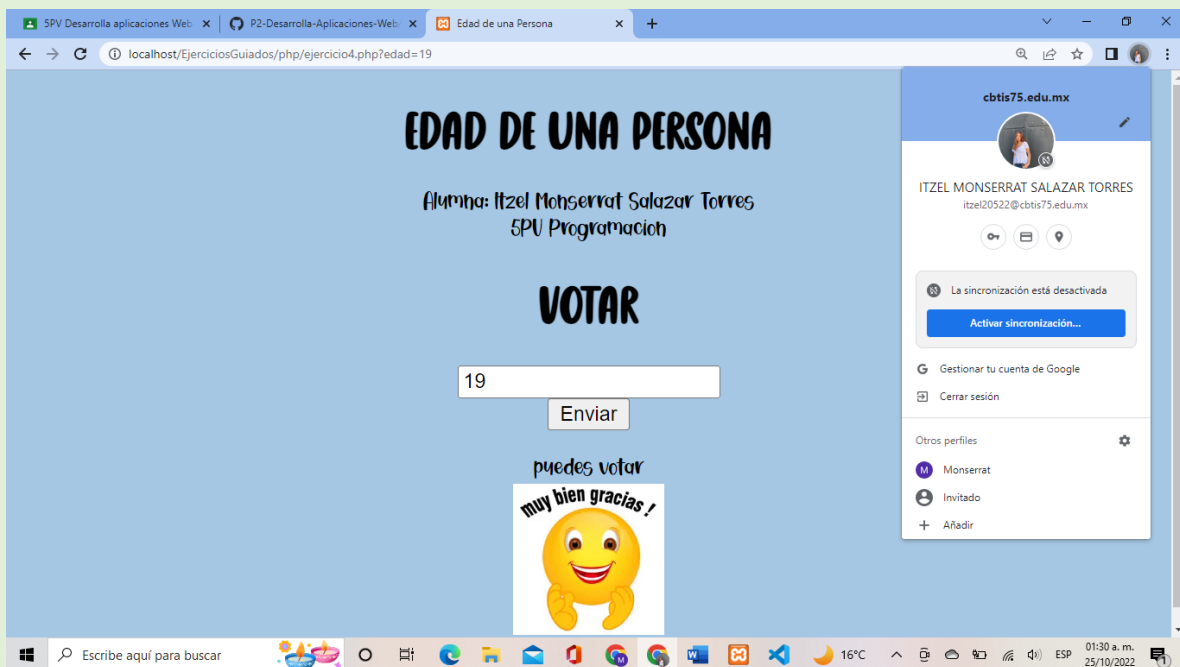 5PV Desarrolla aplicaciones Web
P2-Desarrolla-Aplicaciones-Web/
Edad de una Persona
localhost/EjerciciosGuiados/php/ejercicio4.php?edad=19
EDAD DE UNA PERSONA
Alumna: Itzel Monserrat Salazar Torres
5PV Programacion
VOTAR
19
Enviar
puedes votar
muy bien gracias !
cbtis75.edu.mx
ITZEL MONSERRAT SALAZAR TORRES
itzel20522@cbtis75.edu.mx
La sincronización está desactivada
Activar sincronización...
G Gestionar tu cuenta de Google
Cerrar sesión
Otros perfiles
M Monserrat
Invitado
Añadir
Escribe aquí para buscar
16°C
ESP
01:30 a. m.
25/10/2022